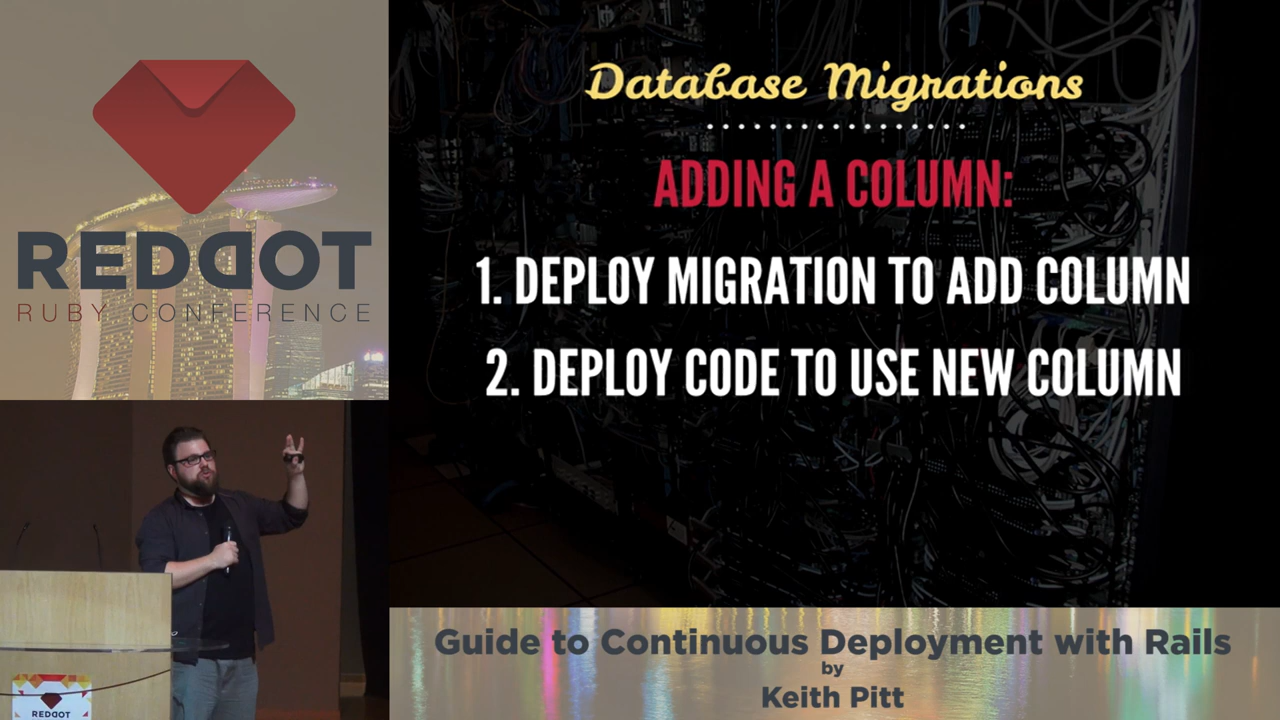 REDDOT
RUBY CONFERENCE
Database Migrations
ADDING A COLUMN:
1. DEPLOY MIGRATION TO ADD COLUMN
2. DEPLOY CODE TO USE NEW COLUMN
REDDOT
Guide to Continuous Deployment with Rails
by
Keith Pitt